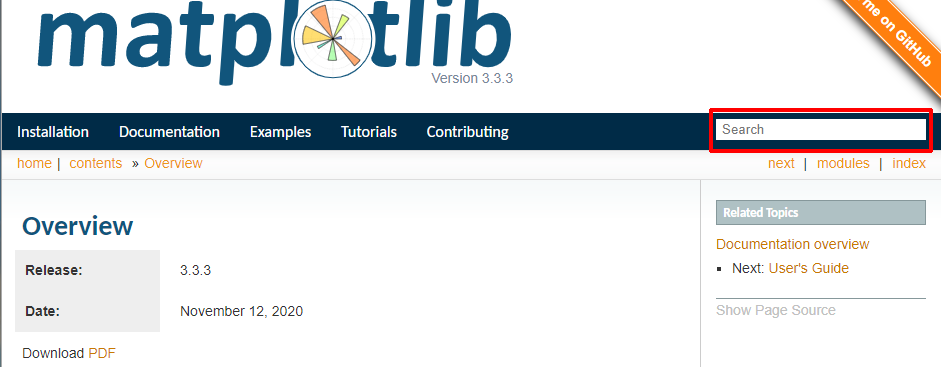 matplotlib
Version 3.3.3
me on GitHub
Installation Documentation Examples Tutorials Contributing Search
home | contents » Overview next | modules | index
Overview
Release: 3.3.3
Date: November 12, 2020
Download PDF
Related Topics
Documentation overview
▪ Next: User's Guide
Show Page Source